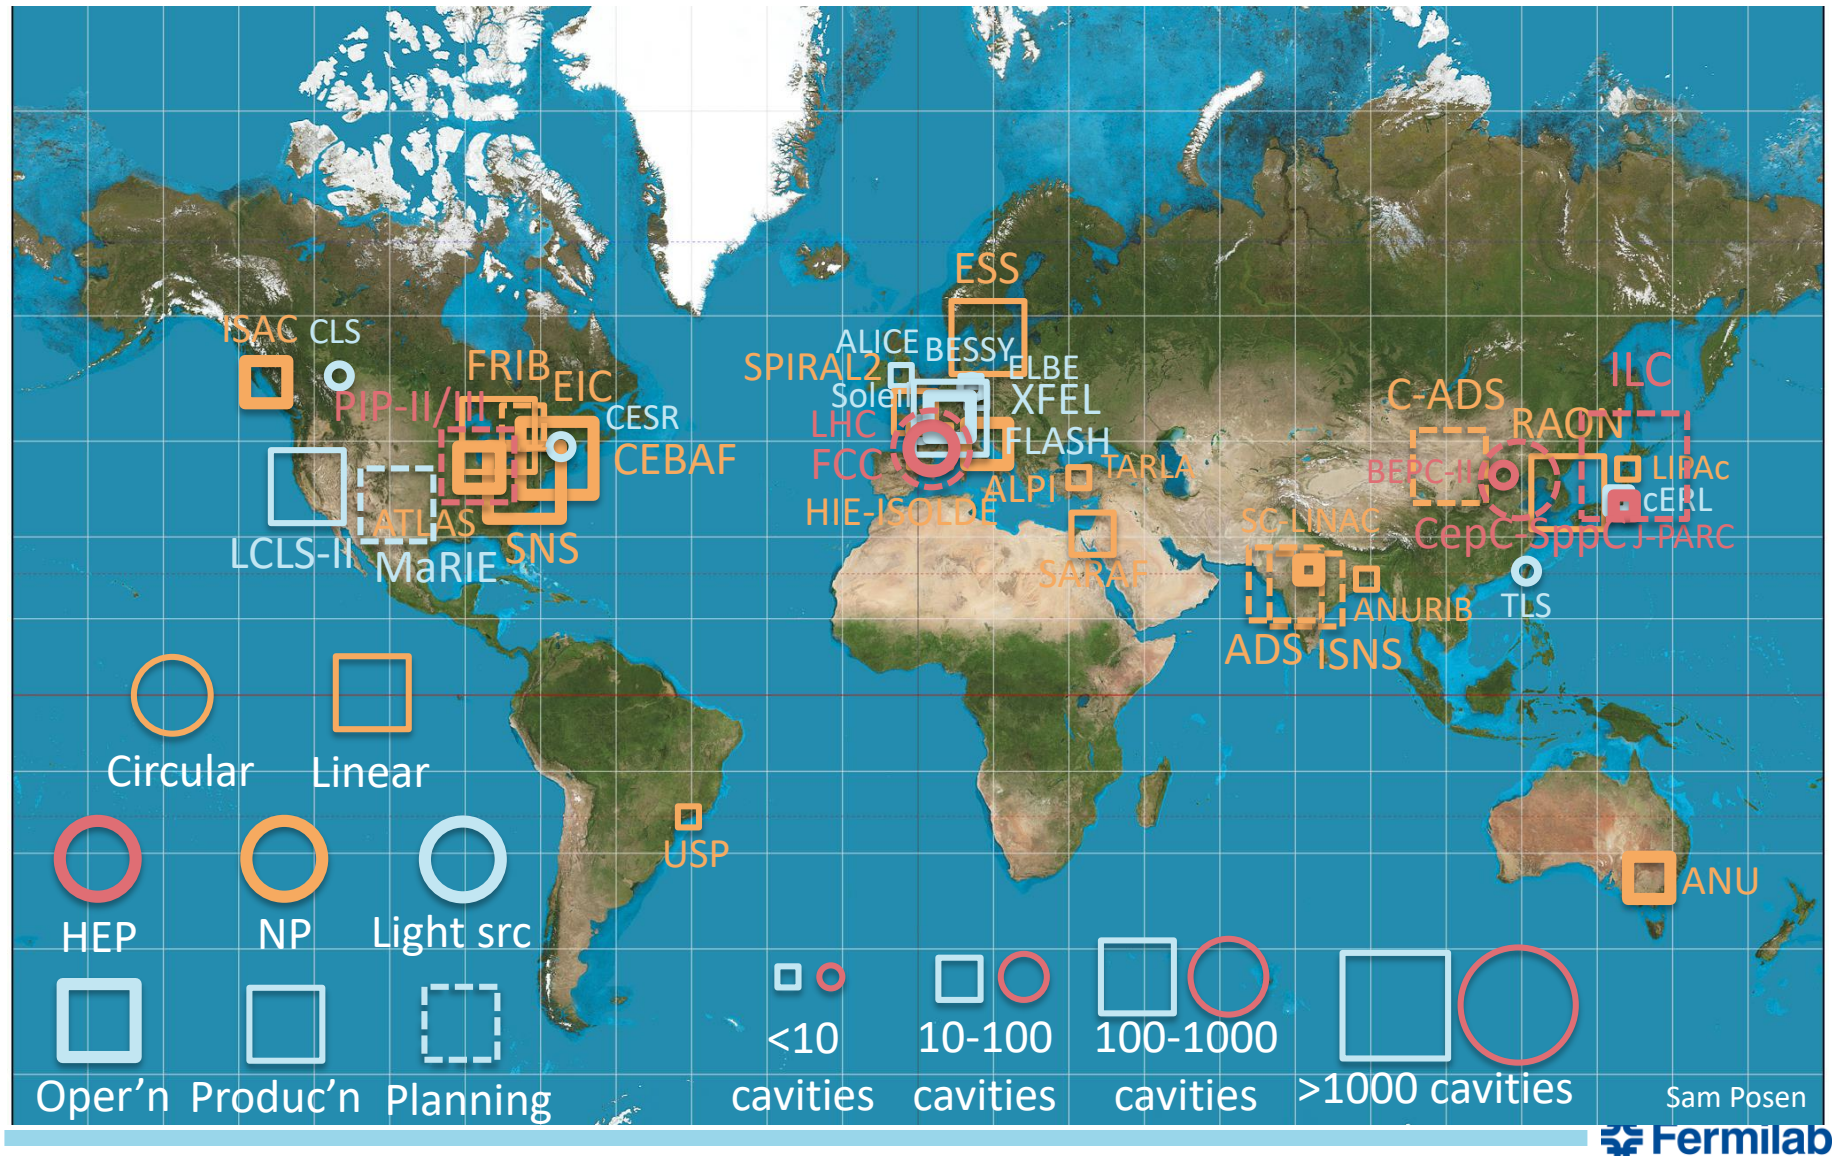 ESS
ISAC
CLS
ALICE
BESSY
ELBE
SPIRAL2
Soleil
XFEL
LHC
FLASH
FCC
ALPI
TARLA
HIE-ISOLDE
SARAF
FRIB
EIC
PIP-II/III
CESR
CEBAF
ATLAS
SNS
LCLS-II
MaRIE
ILC
C-ADS
RAON
BEPC-II
LIPAc
cERL
CepC-SppC
J-PARC
SC-LINAC
ANURIB
TLS
ADS
ISNS
USP
ANU
Circular
Linear
HEP
NP
Light src
Oper'n
Produc'n
Planning
<10
cavities
10-100
cavities
100-1000
cavities
>1000 cavities
Sam Posen
Fermilab